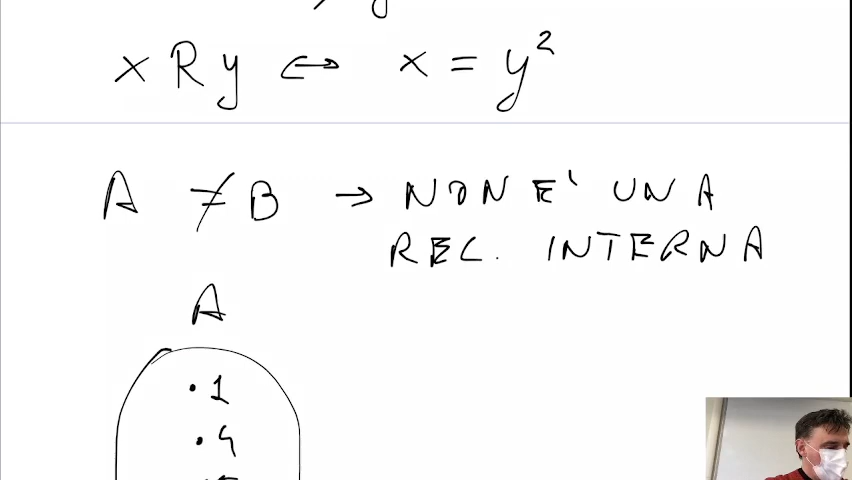 x R y ↔ x = y²
A ≠ B → NON E' UNA
REL. INTERNA
A
• 1
• 4